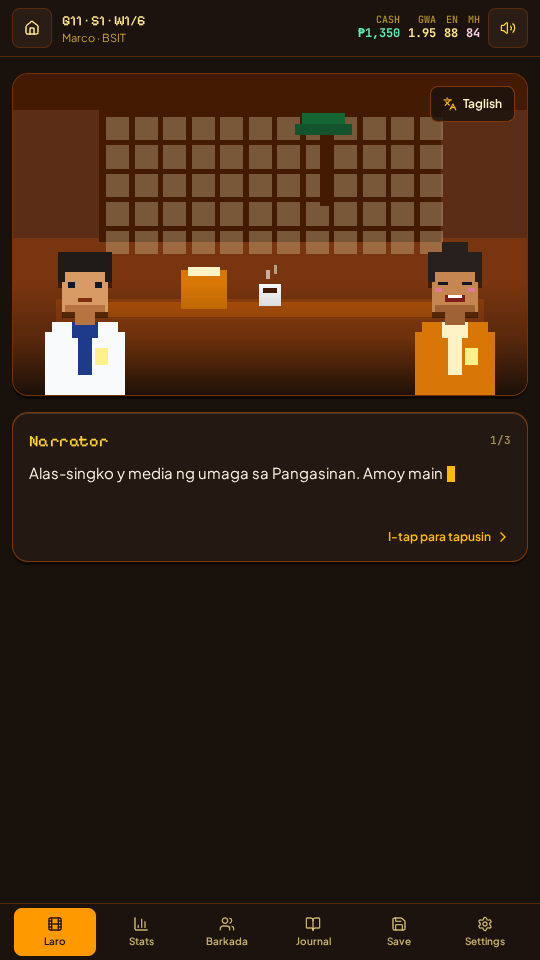 G11 · S1 · W1/6
Marco · BSIT
CASH GWA EN MH
₱1,350 1.95 88 84
Taglish
Narrator
1/3
Alas-singko y media ng umaga sa Pangasinan. Amoy main
I-tap para tapusin
Laro Stats Barkada Journal Save Settings